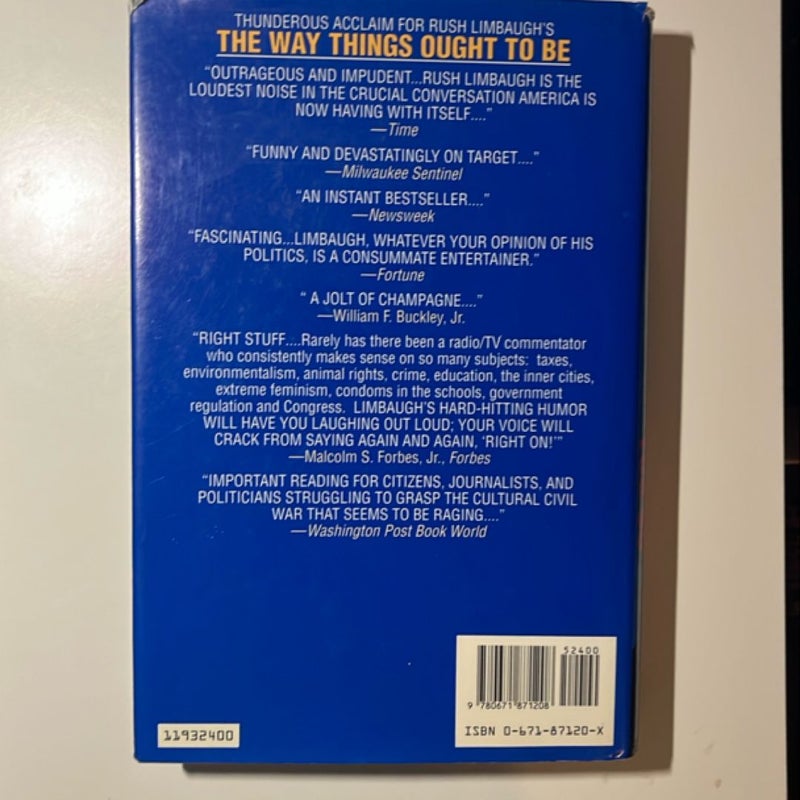 THUNDEROUS ACCLAIM FOR RUSH LIMBAUGH'S
THE WAY THINGS OUGHT TO BE
“OUTRAGEOUS AND IMPUDENT...RUSH LIMBAUGH IS THE
LOUDEST NOISE IN THE CRUCIAL CONVERSATION AMERICA IS
NOW HAVING WITSELF....”
—Time
“FUNNY AND DEVASTATINGLY ON TARGET....”
—Milwaukee Sentinel
“AN INSTANT BESTSELLER....”
—Newsweek
“FASCINATING...LIMBAUGH, WHATEVER YOUR OPINION OF HIS
POLITICS, IS A CONSUMMATE ENTERTAINER.”
—Fortune
“ A JOLT OF CHAMPAGNE....”
—William F. Buckley, Jr.
“RIGHT STUFF....Rarely has there been a radio/TV commentator
who consistently makes sense on so many subjects: taxes,
environmentalism, animal rights, crime, education, the inner cities,
extreme feminism, condoms in the schools, government
regulation and Congress. LIMBAUGH'S HARD-HITTING HUMOR
WILL HAVE YOU LAUGHING OUT LOUD; YOUR VOICE WILL
CRACK FROM SAYING AGAIN AND AGAIN, ‘RIGHT ON!’”
—Malcolm S. Forbes, Jr., Forbes
“IMPORTANT READING FOR CITIZENS, JOURNALISTS, AND
POLITICIANS STRUGGLING TO GRASP THE CULTURAL CIVIL
WAR THAT SEEMS TO BE RAGING....”
—Washington Post Book World
52400
9 780671 871208
ISBN 0-671-87120-X
11932400